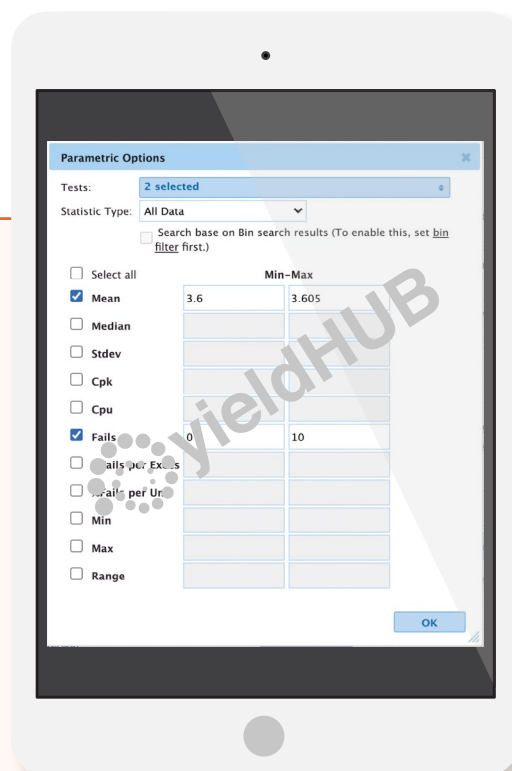 Parametric Options
Tests: 2 selected
Statistic Type: All Data
Search base on Bin search results (To enable this, set bin
filter first.)
Select all Min-Max
Mean 3.6 3.605
Median
Stdev
Cpk
Cpu
Fails 0 10
per
per
Min
Max
Range
OK
yieldHUB